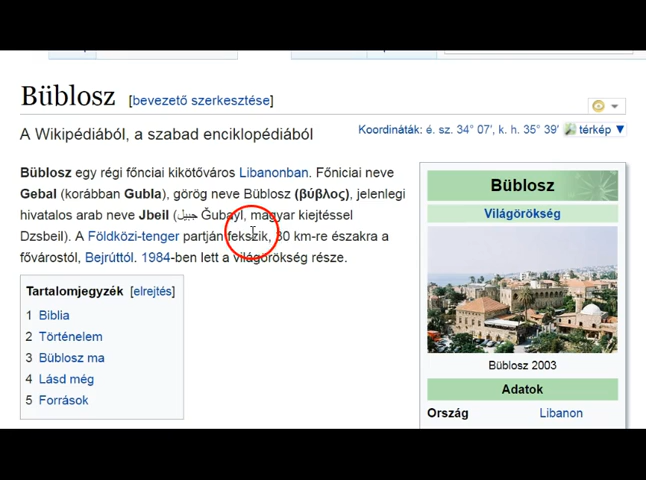 Büblosz [bevezető szerkesztése]
A Wikipédiából, a szabad enciklopédiából
Koordináták: é. sz. 34° 07′, k. h. 35° 39′ térkép ▼
Büblosz egy régi főnciai kikötőváros Libanonban. Főniciai neve
Gebal (korábban Gubla), görög neve Büblosz (βύβλος), jelenlegi
hivatalos arab neve Jbeil (جبيل Ǧubayl, magyar kiejtéssel
Dzsbeil). A Földközi-tenger partján fekszik, 30 km-re északra a
fővárostól, Bejrúttól. 1984-ben lett a világörökség része.
Tartalomjegyzék [elrejtés]
1 Biblia
2 Történelem
3 Büblosz ma
4 Lásd még
5 Források
Büblosz
Világörökség
Büblosz 2003
Adatok
Ország Libanon